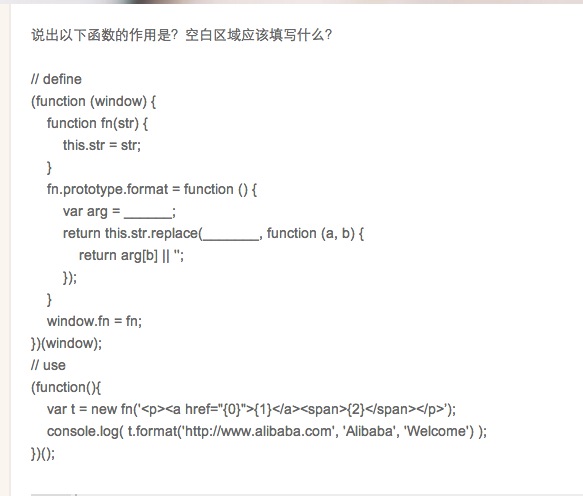 说出以下函数的作用是？空白区域应该填写什么？
// define
(function (window) {
function fn(str) {
this.str = str;
}
fn.prototype.format = function () {
var arg = ______;
return this.str.replace(_______, function (a, b) {
return arg[b] || '';
});
}
window.fn = fn;
})(window);
// use
(function(){
var t = new fn('<p><a href="{0}">{1}</a><span>{2}</span></p>');
console.log( t.format('http://www.alibaba.com', 'Alibaba', 'Welcome') );
})();